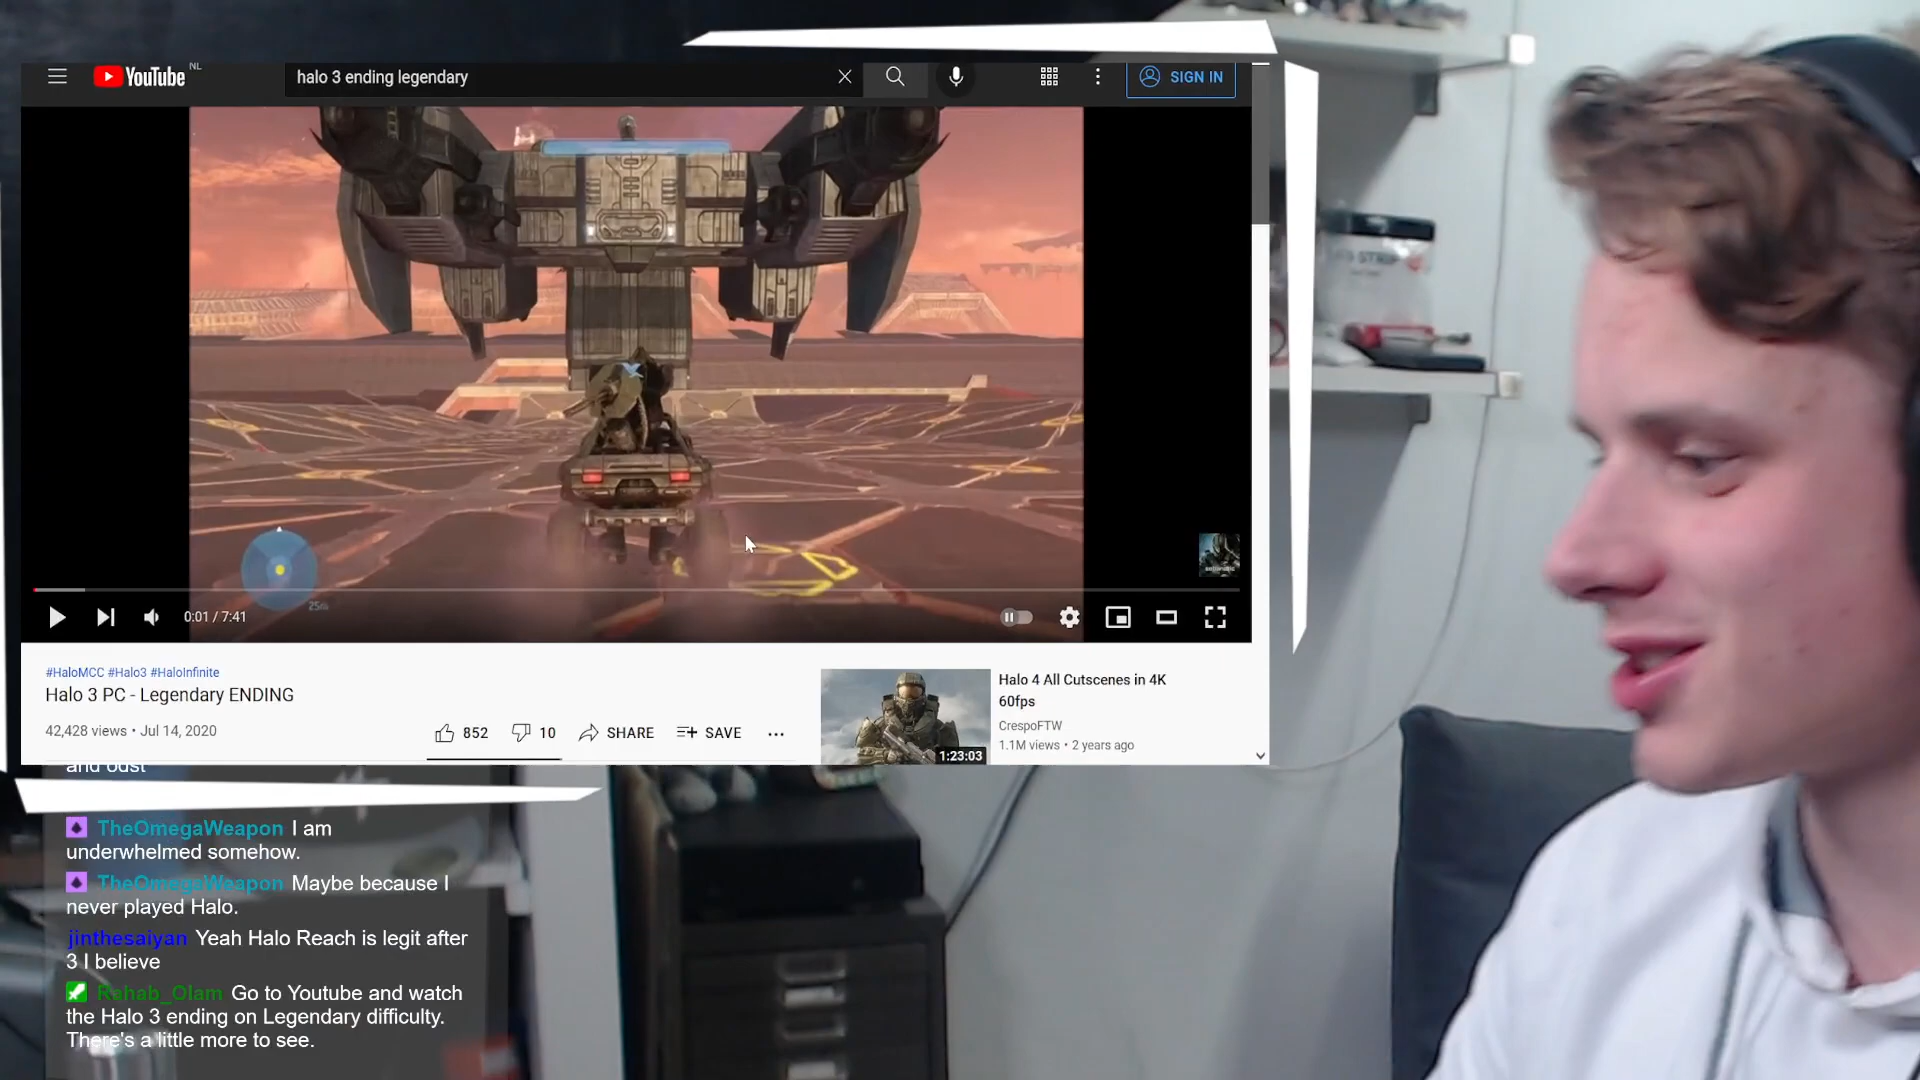 YouTube NL
halo 3 ending legendary
SIGN IN
25m
0:01 / 7:41
#HaloMCC #Halo3 #HaloInfinite
Halo 3 PC - Legendary ENDING
42,428 views • Jul 14, 2020
852
10
SHARE
SAVE
Halo 4 All Cutscenes in 4K
60fps
CrespoFTW
1.1M views • 2 years ago
1:23:03
TheOmegaWeapon I am
underwhelmed somehow.
TheOmegaWeapon Maybe because I
never played Halo.
jinthesaiyan Yeah Halo Reach is legit after
3 I believe
Rahab_Olam Go to Youtube and watch
the Halo 3 ending on Legendary difficulty.
There's a little more to see.